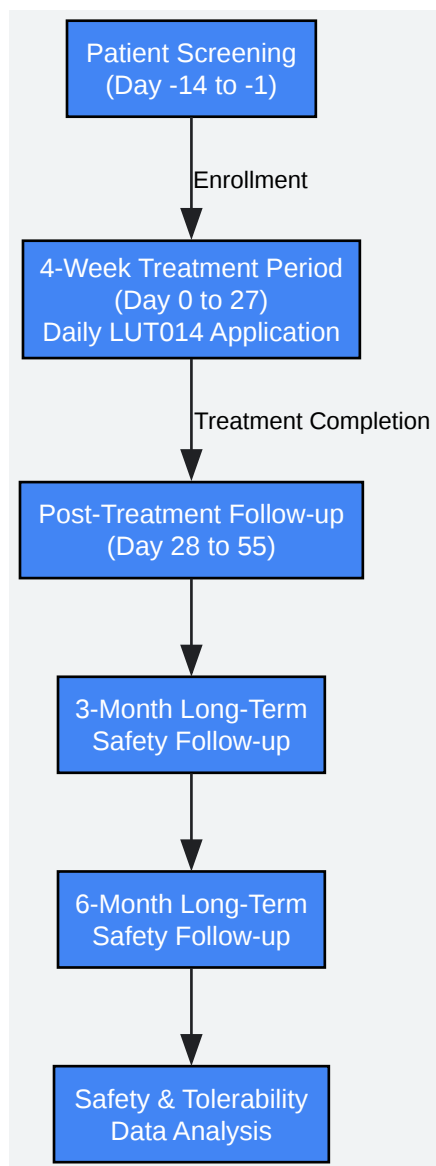 Patient Screening
(Day -14 to -1)
Enrollment
4-Week Treatment Period
(Day 0 to 27)
Daily LUT014 Application
Treatment Completion
Post-Treatment Follow-up
(Day 28 to 55)
3-Month Long-Term
Safety Follow-up
6-Month Long-Term
Safety Follow-up
Safety & Tolerability
Data Analysis